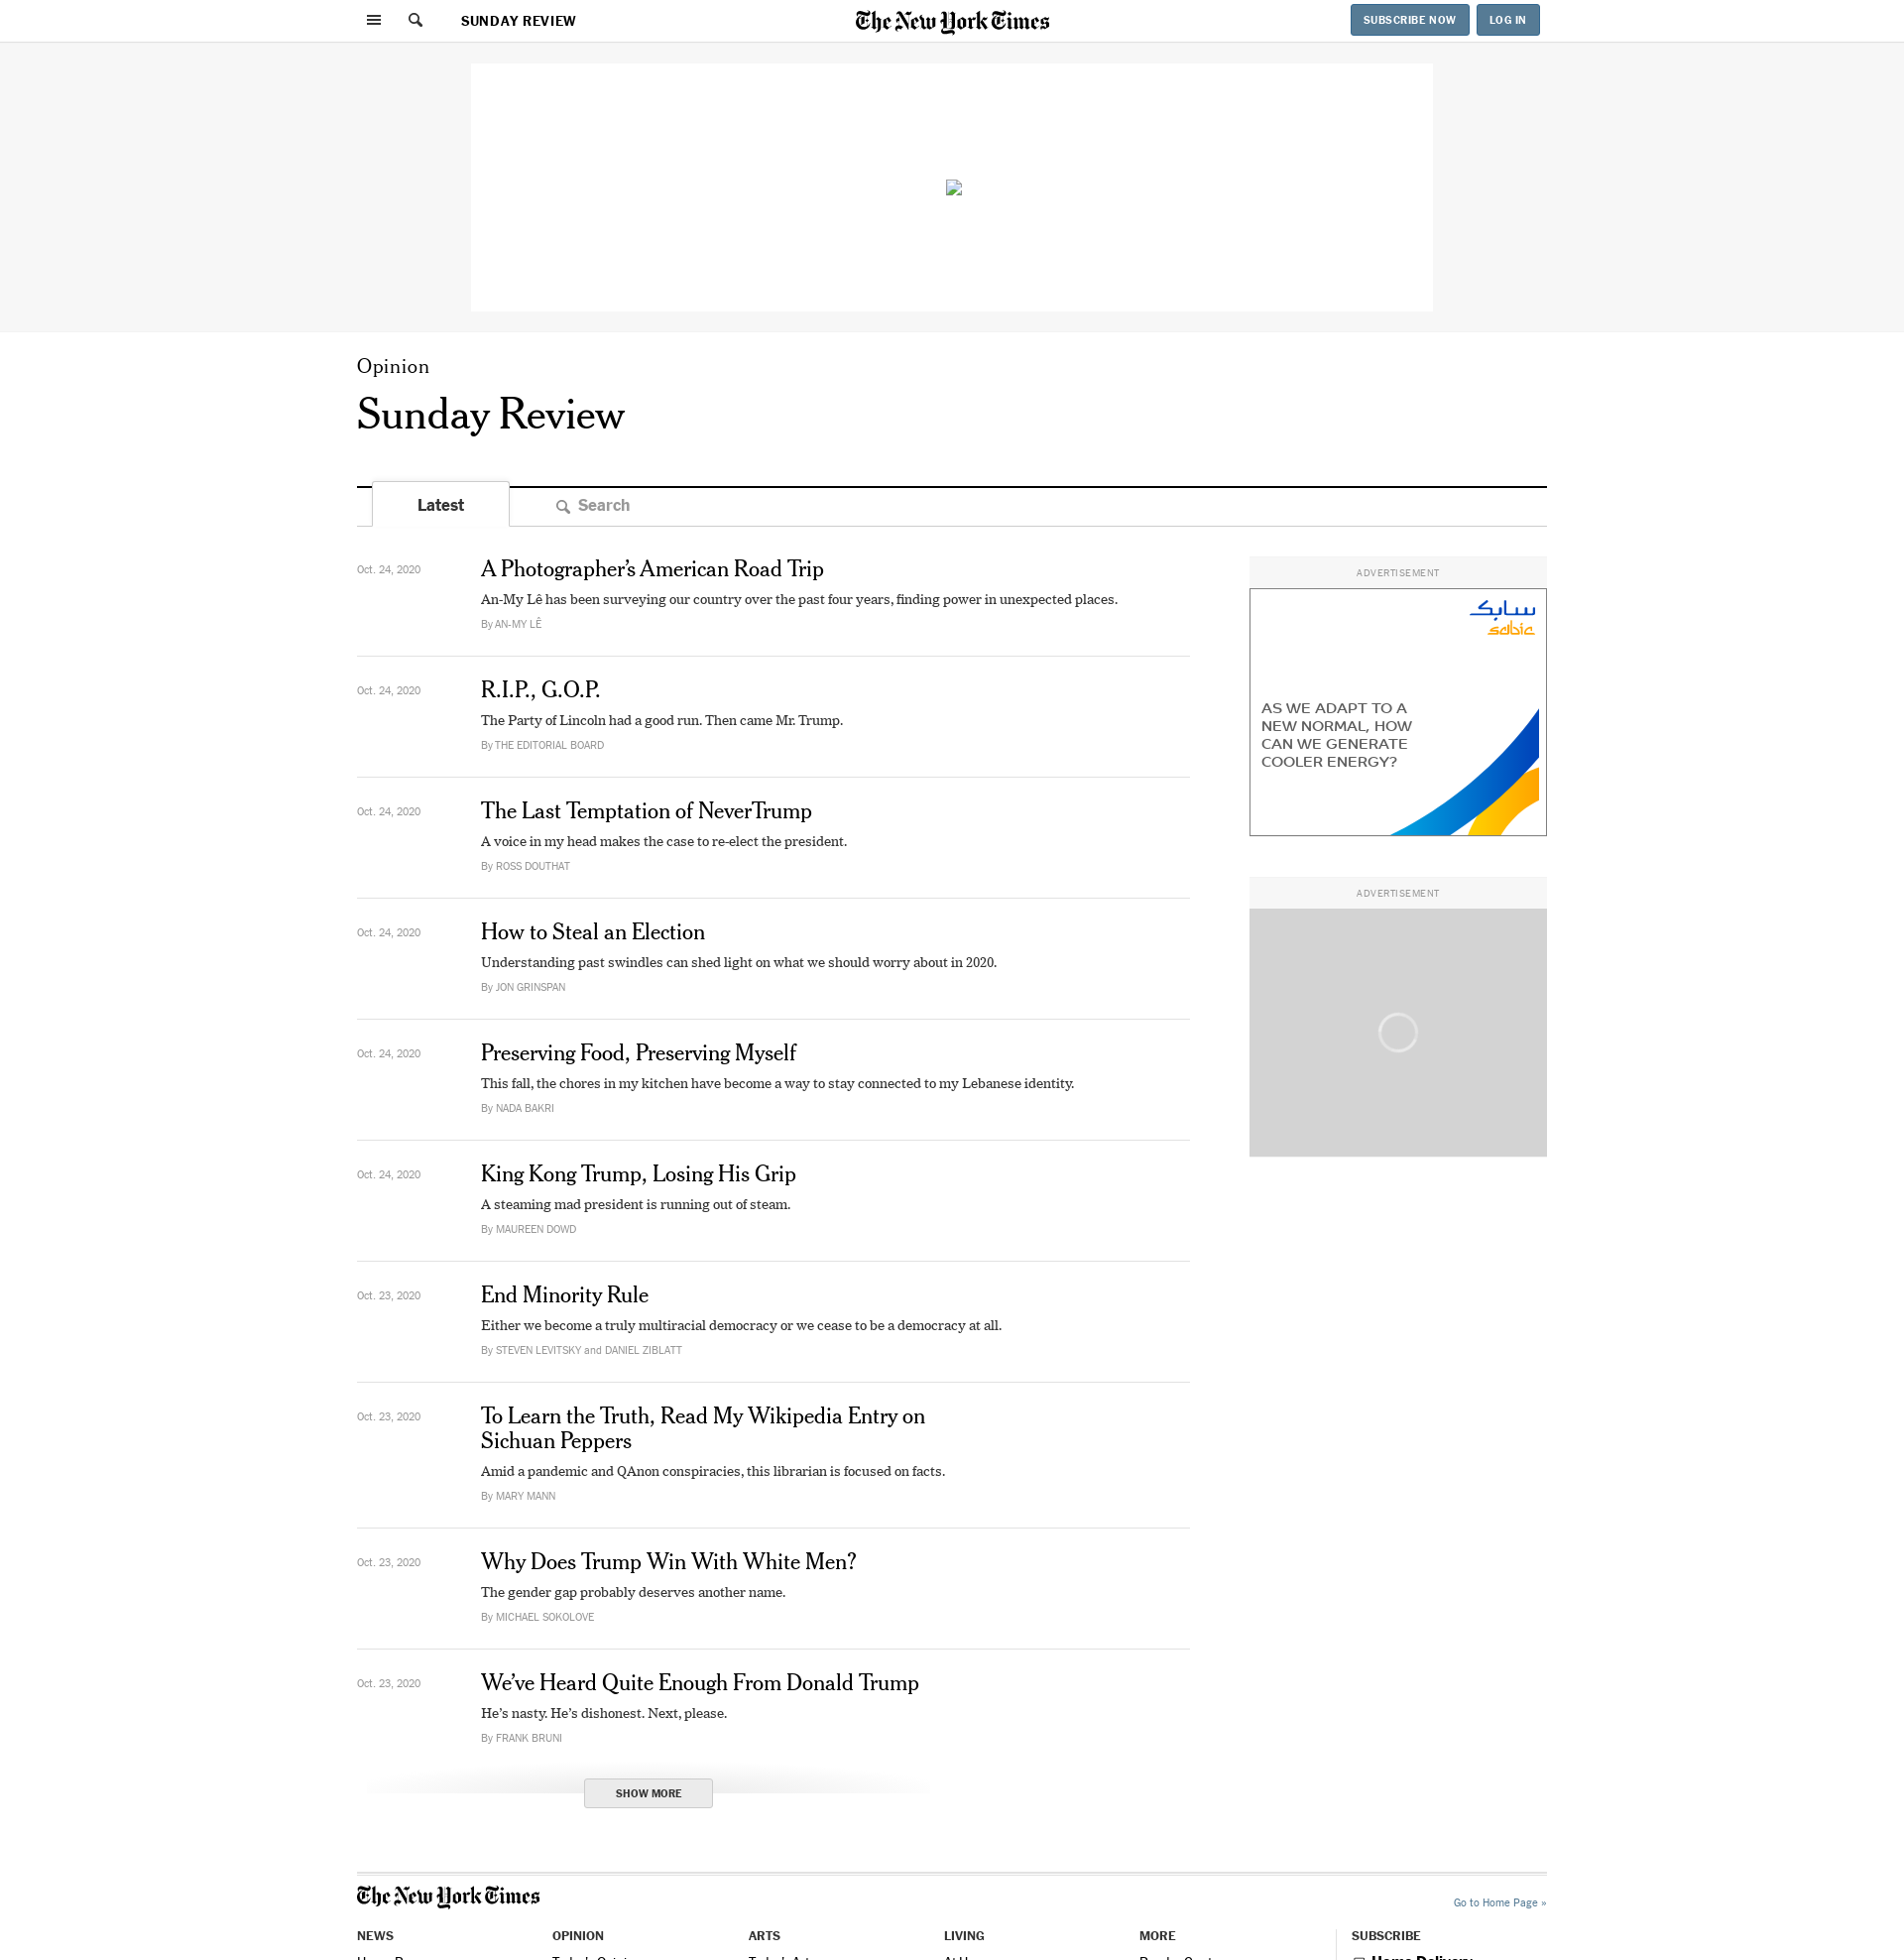 SUNDAY REVIEW
The New York Times
SUBSCRIBE NOW
LOG IN
Opinion
Sunday Review
Latest
Search
Oct. 24, 2020
A Photographer’s American Road Trip
An-My Lê has been surveying our country over the past four years, finding power in unexpected places.
By AN-MY LÊ
Oct. 24, 2020
R.I.P., G.O.P.
The Party of Lincoln had a good run. Then came Mr. Trump.
By THE EDITORIAL BOARD
Oct. 24, 2020
The Last Temptation of NeverTrump
A voice in my head makes the case to re-elect the president.
By ROSS DOUTHAT
Oct. 24, 2020
How to Steal an Election
Understanding past swindles can shed light on what we should worry about in 2020.
By JON GRINSPAN
Oct. 24, 2020
Preserving Food, Preserving Myself
This fall, the chores in my kitchen have become a way to stay connected to my Lebanese identity.
By NADA BAKRI
Oct. 24, 2020
King Kong Trump, Losing His Grip
A steaming mad president is running out of steam.
By MAUREEN DOWD
Oct. 23, 2020
End Minority Rule
Either we become a truly multiracial democracy or we cease to be a democracy at all.
By STEVEN LEVITSKY and DANIEL ZIBLATT
Oct. 23, 2020
To Learn the Truth, Read My Wikipedia Entry on
Sichuan Peppers
Amid a pandemic and QAnon conspiracies, this librarian is focused on facts.
By MARY MANN
Oct. 23, 2020
Why Does Trump Win With White Men?
The gender gap probably deserves another name.
By MICHAEL SOKOLOVE
Oct. 23, 2020
We’ve Heard Quite Enough From Donald Trump
He’s nasty. He’s dishonest. Next, please.
By FRANK BRUNI
SHOW MORE
ADVERTISEMENT
سابك
sabic
AS WE ADAPT TO A
NEW NORMAL, HOW
CAN WE GENERATE
COOLER ENERGY?
ADVERTISEMENT
The New York Times
Go to Home Page »
NEWS
OPINION
ARTS
LIVING
MORE
SUBSCRIBE